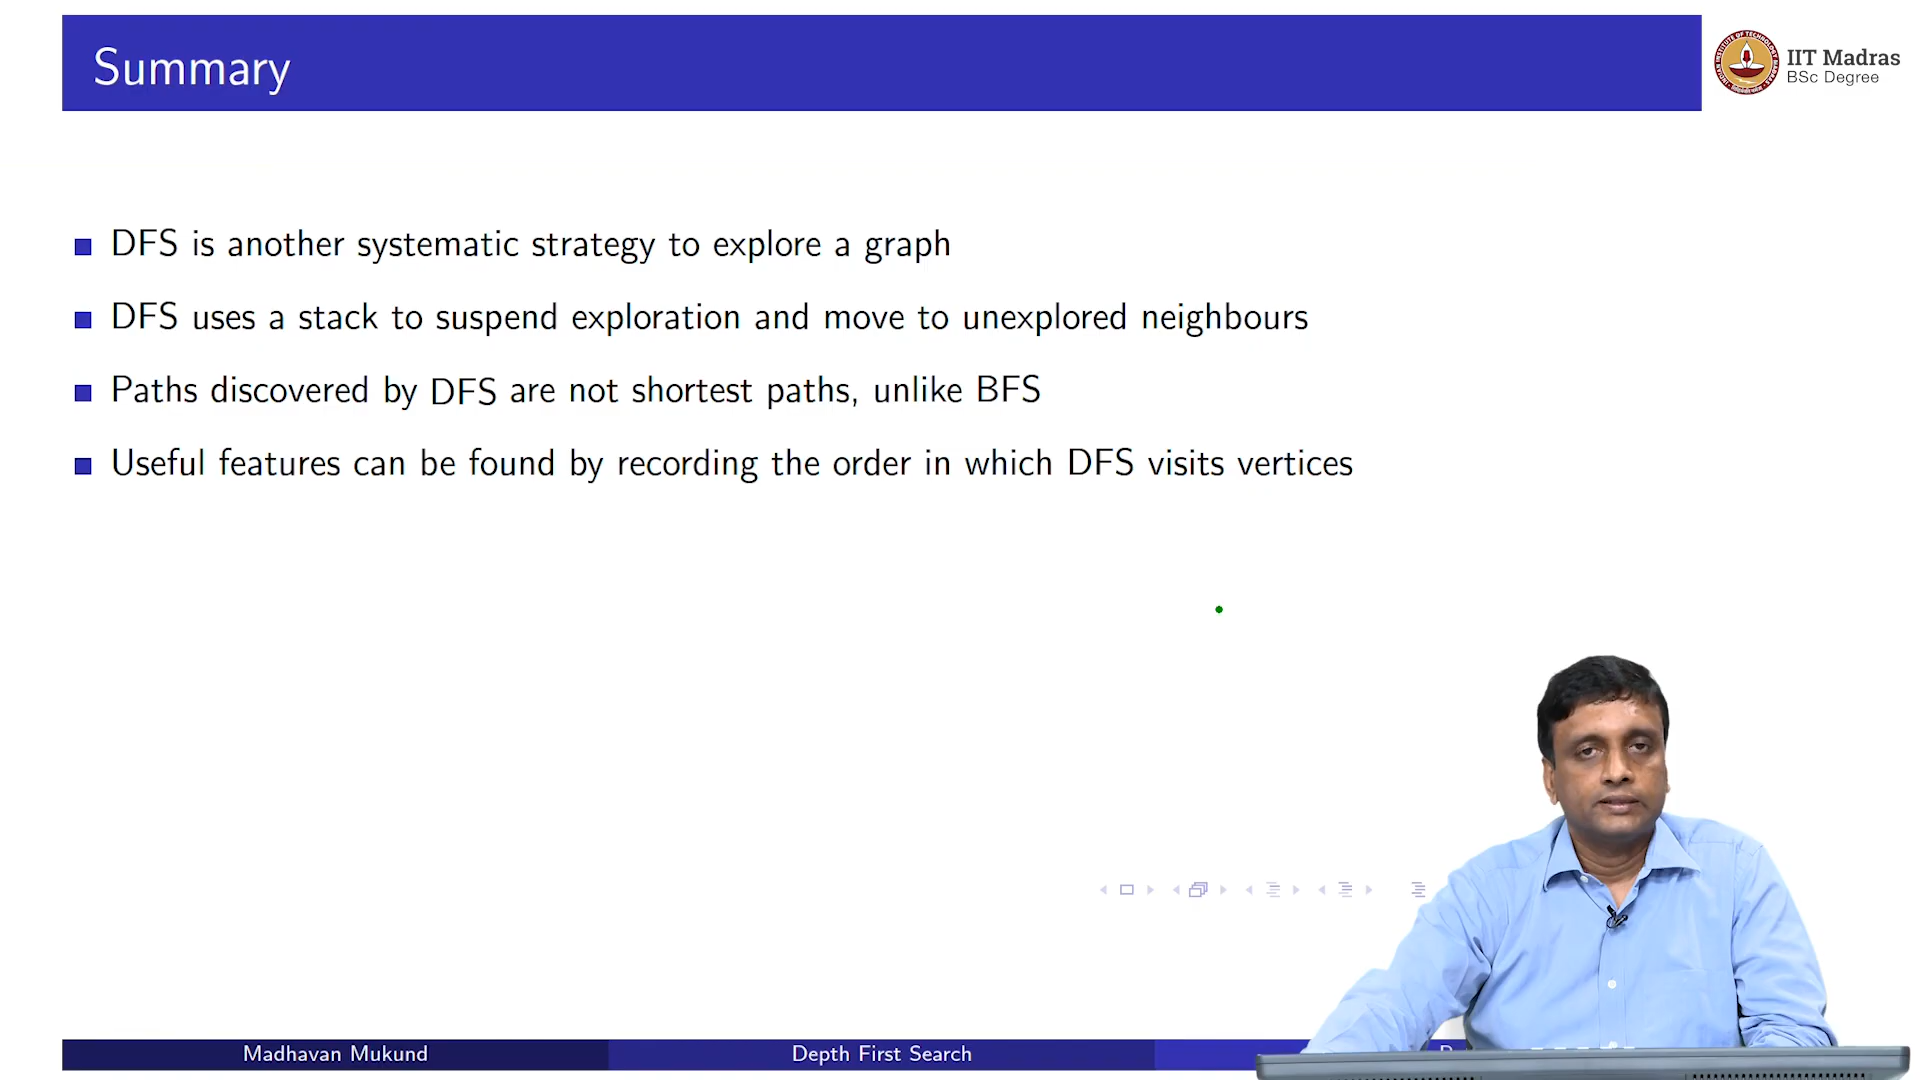 Summary
IIT Madras
BSc Degree
DFS is another systematic strategy to explore a graph
DFS uses a stack to suspend exploration and move to unexplored neighbours
Paths discovered by DFS are not shortest paths, unlike BFS
Useful features can be found by recording the order in which DFS visits vertices
Madhavan Mukund
Depth First Search